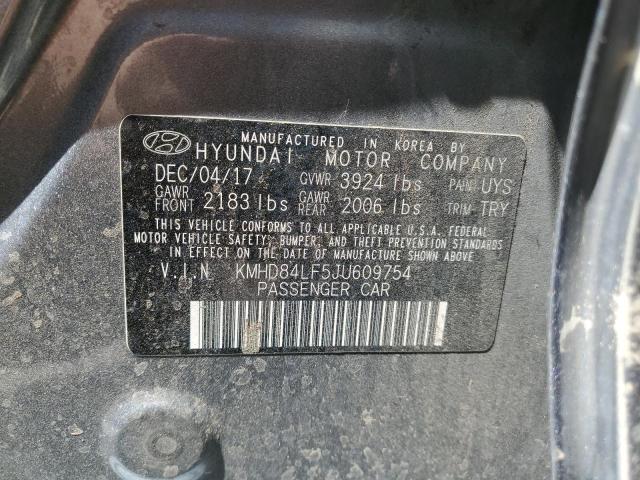 MANUFACTURED IN KOREA BY
HYUNDAI MOTOR COMPANY
DEC/04/17 GVWR 3924 lbs PAIN: UYS
GAWR FRONT 2183 lbs GAWR REAR 2006 lbs TRIM: TRY
THIS VEHICLE CONFORMS TO ALL APPLICABLE U.S.A. FEDERAL
MOTOR VEHICLE SAFETY, BUMPER, AND THEFT PREVENTION STANDARDS
IN EFFECT ON THE DATE OF MANUFACTURE SHOWN ABOVE.
V.I.N KMHD84LF5JU609754
PASSENGER CAR